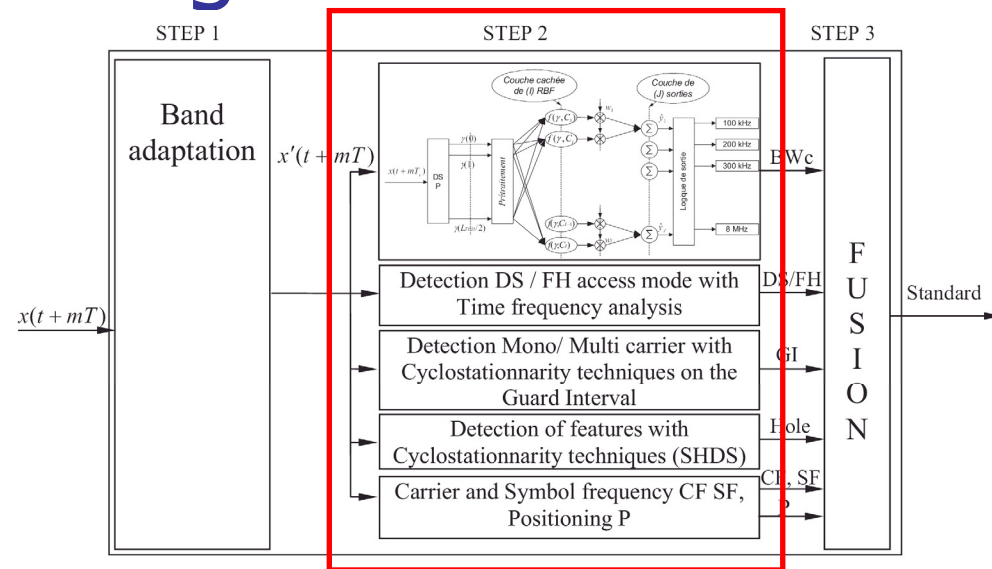 STEP 1
STEP 2
STEP 3
Band
adaptation
x(t + mT)
x′(t + mT)
Couche cachée
de (I) RBF
Couche de
(J) sorties
DS
P
γ(0)
γ(1)
Prétraitement
Logique de sortie
100 kHz
200 kHz
300 kHz
8 MHz
BWc
Detection DS / FH access mode with
Time frequency analysis
DS/FH
Detection Mono/ Multi carrier with
Cyclostationnarity techniques on the
Guard Interval
GI
Detection of features with
Cyclostationnarity techniques (SHDS)
Hole
Carrier and Symbol frequency CF SF,
Positioning P
CF, SF
P
FUSION
Standard